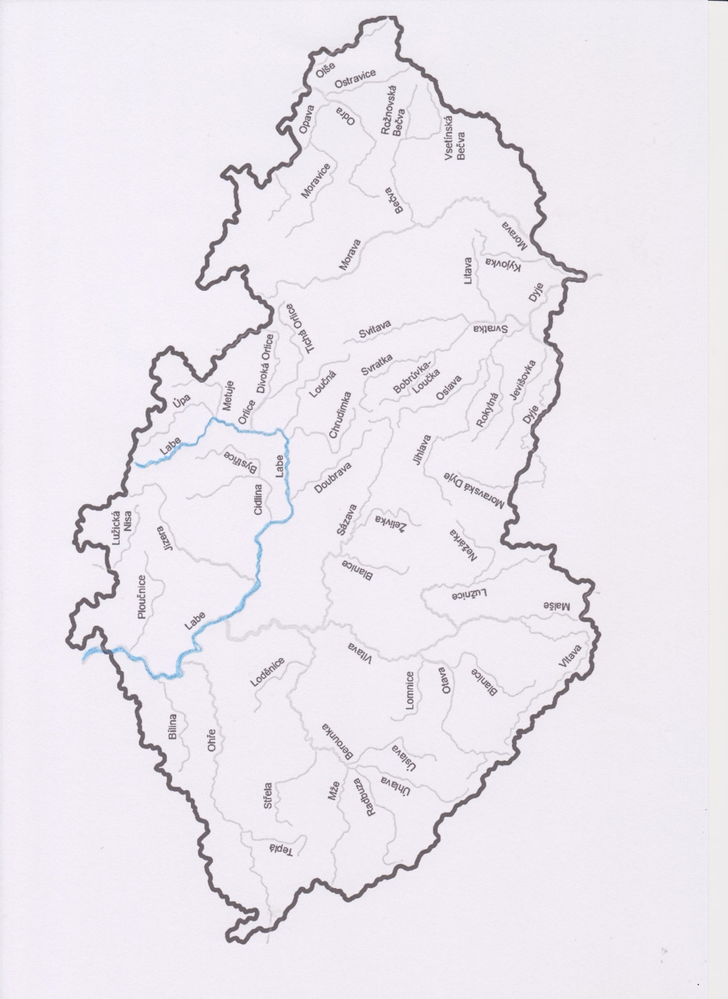 Olše
Ostravice
Opava
Odra
Rožnovská
Bečva
Vsetínská
Bečva
Moravice
Bečva
Morava
Morava
Litava
Kyjovka
Dyje
Tichá Orlice
Divoká Orlice
Svitava
Svratka
Svratka
Loučná
Bobrůvka-
Loučka
Oslava
Jevišovka
Rokytná
Dyje
Úpa
Metuje
Orlice
Chrudimka
Labe
Bystřice
Labe
Cidlina
Doubrava
Jihlava
Moravská Dyje
Lužická
Nisa
Jizera
Sázava
Želivka
Nežárka
Blanice
Ploučnice
Lužnice
Malše
Labe
Vltava
Vltava
Loděnice
Lomnice
Otava
Blanice
Bílina
Ohře
Berounka
Úslava
Střela
Mže
Radbuza
Úhlava
Teplá